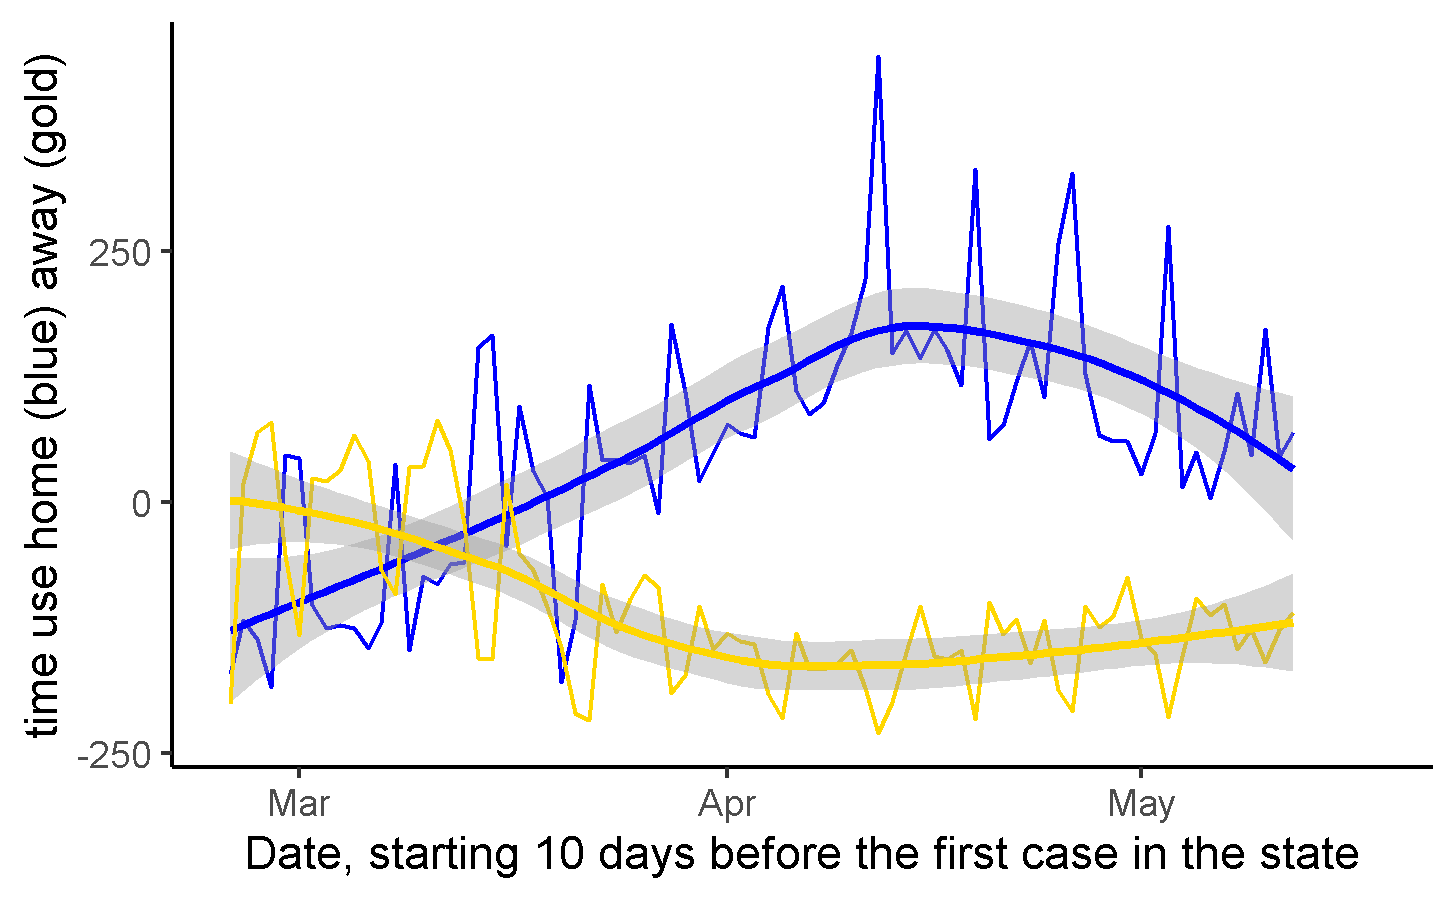 time use home (blue) away (gold)
250
0
-250
Mar
Apr
May
Date, starting 10 days before the first case in the state